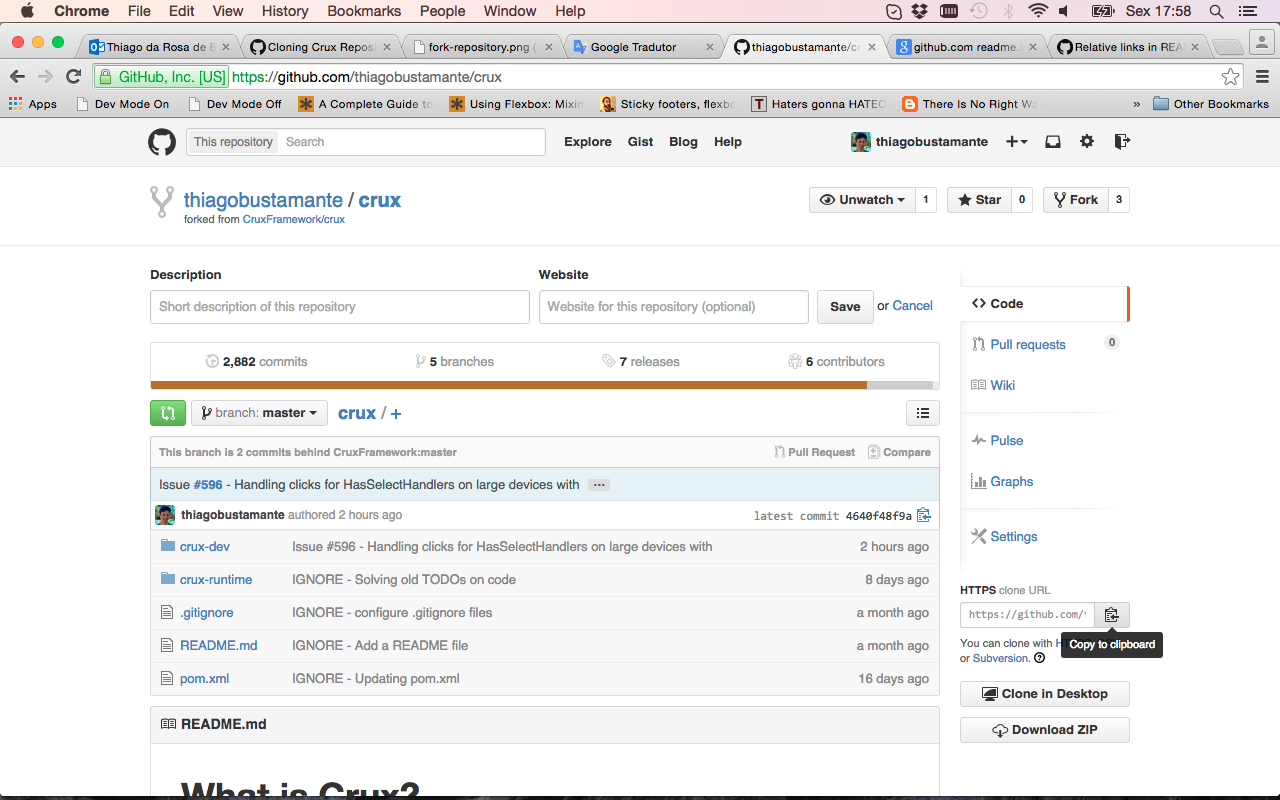 Chrome File Edit View History Bookmarks People Window Help Sex 17:58
Thiago da Rosa de B Cloning Crux Reposi fork-repository.png ( Google Tradutor thiagobustamante/cr github.com readme. Relative links in REA
GitHub, Inc. [US] https://github.com/thiagobustamante/crux
Apps Dev Mode On Dev Mode Off A Complete Guide to Using Flexbox: Mixin Sticky footers, flexbo Haters gonna HATEO There Is No Right Wa » Other Bookmarks
This repository Search Explore Gist Blog Help thiagobustamante
thiagobustamante / crux Unwatch 1 Star 0 Fork 3
forked from CruxFramework/crux
Description Website
Short description of this repository Website for this repository (optional) Save or Cancel
<> Code
Pull requests 0
Wiki
Pulse
Graphs
Settings
2,882 commits 5 branches 7 releases 6 contributors
branch: master crux / +
This branch is 2 commits behind CruxFramework:master Pull Request Compare
Issue #596 - Handling clicks for HasSelectHandlers on large devices with ...
thiagobustamante authored 2 hours ago latest commit 4640f48f9a
crux-dev Issue #596 - Handling clicks for HasSelectHandlers on large devices with 2 hours ago
crux-runtime IGNORE - Solving old TODOs on code 8 days ago
.gitignore IGNORE - configure .gitignore files a month ago
README.md IGNORE - Add a README file a month ago
pom.xml IGNORE - Updating pom.xml 16 days ago
HTTPS clone URL
https://github.com/
Copy to clipboard
You can clone with
or Subversion.
Clone in Desktop
Download ZIP
README.md
What is Crux?